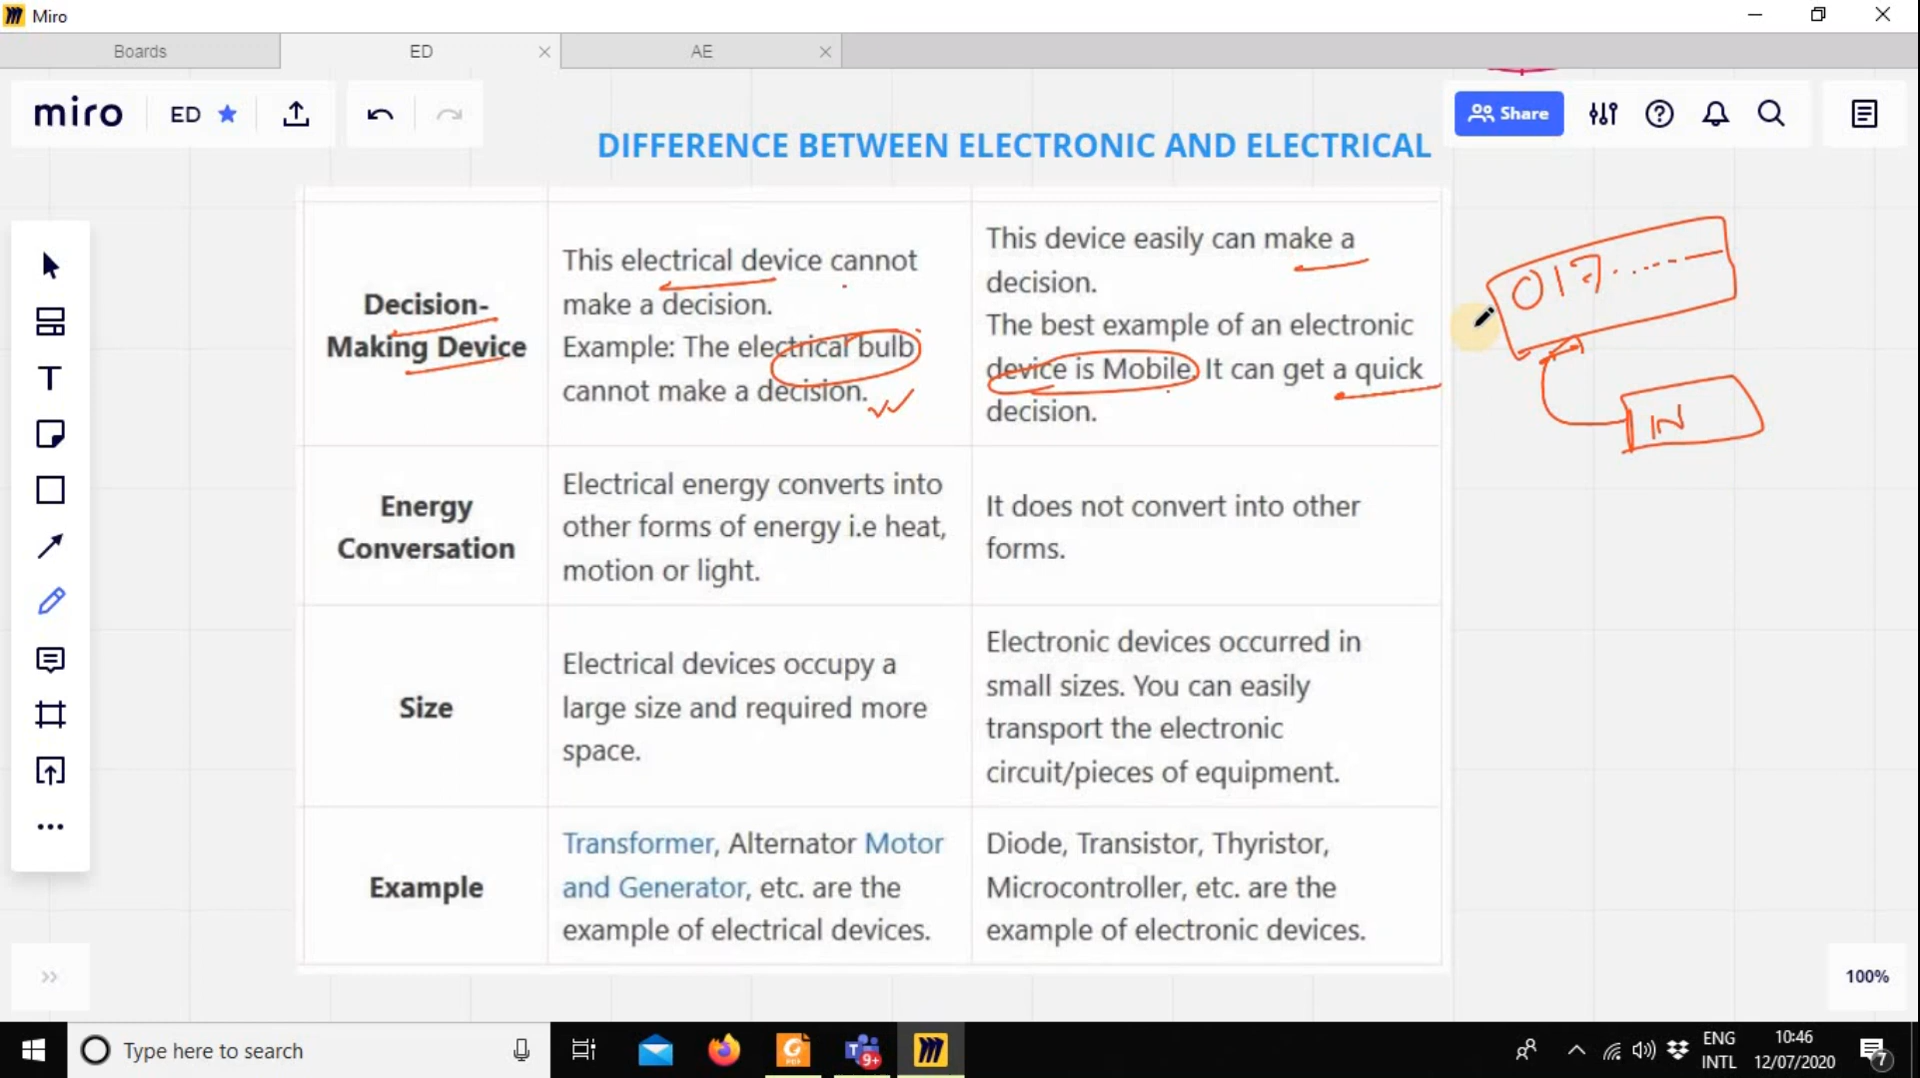 Miro
Boards
ED
AE
miro
ED
Share
DIFFERENCE BETWEEN ELECTRONIC AND ELECTRICAL
Decision-
Making Device
This electrical device cannot
make a decision.
Example: The electrical bulb
cannot make a decision.
This device easily can make a
decision.
The best example of an electronic
device is Mobile. It can get a quick
decision.
017
IN
Energy
Conversation
Electrical energy converts into
other forms of energy i.e heat,
motion or light.
It does not convert into other
forms.
Size
Electrical devices occupy a
large size and required more
space.
Electronic devices occurred in
small sizes. You can easily
transport the electronic
circuit/pieces of equipment.
Example
Transformer, Alternator Motor
and Generator, etc. are the
example of electrical devices.
Diode, Transistor, Thyristor,
Microcontroller, etc. are the
example of electronic devices.
100%
Type here to search
9+
ENG
INTL
10:46
12/07/2020
7